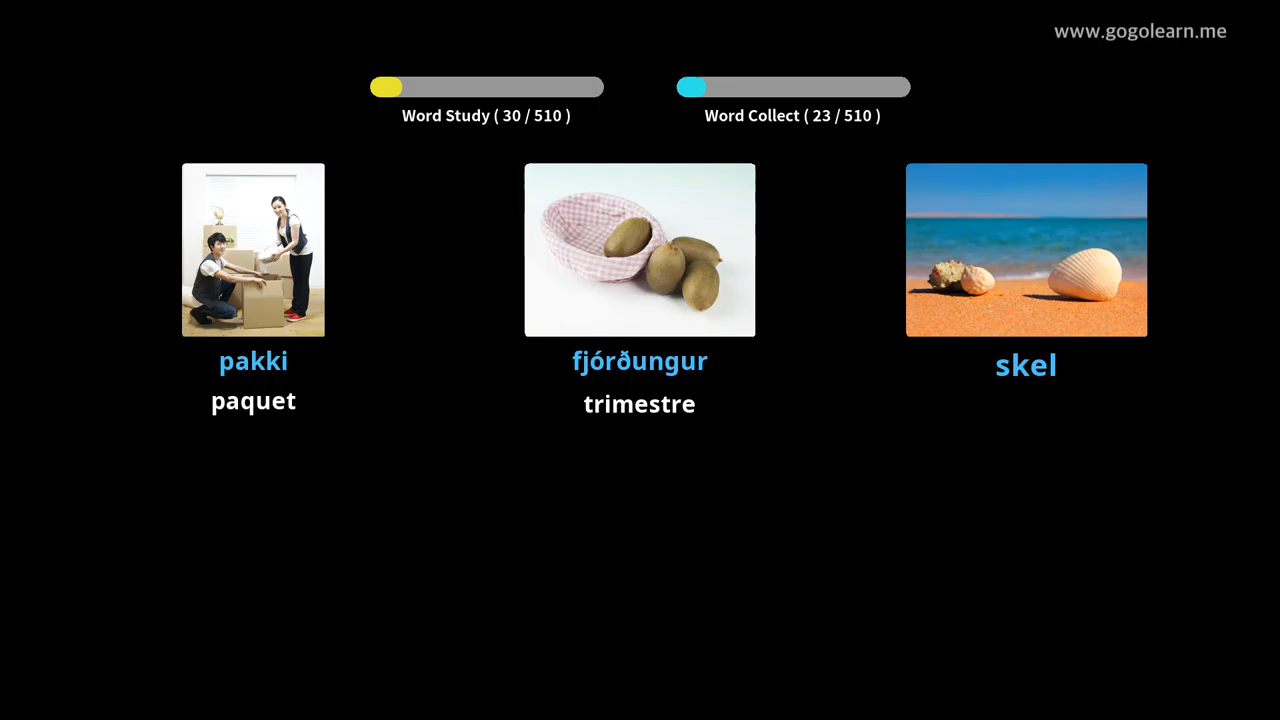 www.gogolearn.me
Word Study ( 30 / 510 )
Word Collect ( 23 / 510 )
pakki
fjórðungur
skel
paquet
trimestre